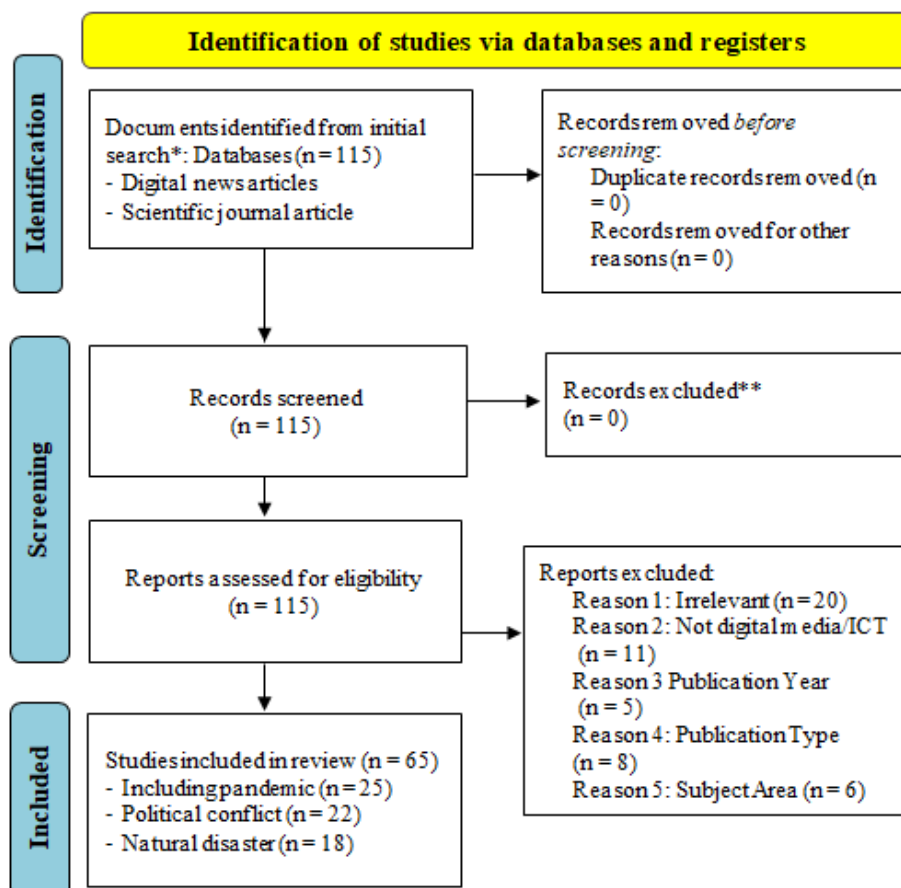 Identification of studies via databases and registers
Identification
Documents identified from initial
search*: Databases (n = 115)
- Digital news articles
- Scientific journal article
Records removed before
screening:
Duplicate records removed (n
= 0)
Records removed for other
reasons (n = 0)
Screening
Records screened
(n = 115)
Records excluded**
(n = 0)
Reports assessed for eligibility
(n = 115)
Reports excluded:
Reason 1: Irrelevant (n = 20)
Reason 2: Not digital media/ICT
(n = 11)
Reason 3 Publication Year
(n = 5)
Reason 4: Publication Type
(n = 8)
Reason 5: Subject Area (n = 6)
Included
Studies included in review (n = 65)
- Including pandemic (n = 25)
- Political conflict (n = 22)
- Natural disaster (n = 18)